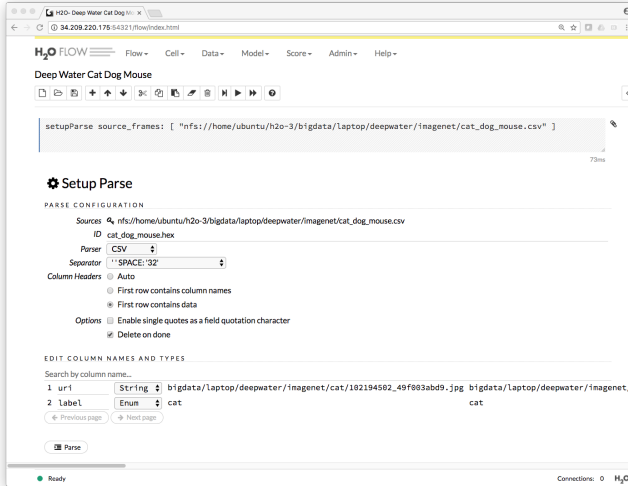 H2O- Deep Water Cat Dog Mo
34.209.220.175:54321/flow/index.html
H2O FLOW Flow Cell Data Model Score Admin Help
Deep Water Cat Dog Mouse
setupParse source_frames: [ "nfs://home/ubuntu/h2o-3/bigdata/laptop/deepwater/imagenet/cat_dog_mouse.csv" ]
73ms
Setup Parse
PARSE CONFIGURATION
Sources nfs://home/ubuntu/h2o-3/bigdata/laptop/deepwater/imagenet/cat_dog_mouse.csv
ID cat_dog_mouse.hex
Parser CSV
Separator ' ' SPACE: '32'
Column Headers Auto
First row contains column names
First row contains data
Options Enable single quotes as a field quotation character
Delete on done
EDIT COLUMN NAMES AND TYPES
Search by column name...
1 uri String bigdata/laptop/deepwater/imagenet/cat/102194502_49f003abd9.jpg bigdata/laptop/deepwater/imagenet_
2 label Enum cat cat
← Previous page → Next page
Parse
Ready Connections: 0 H2O